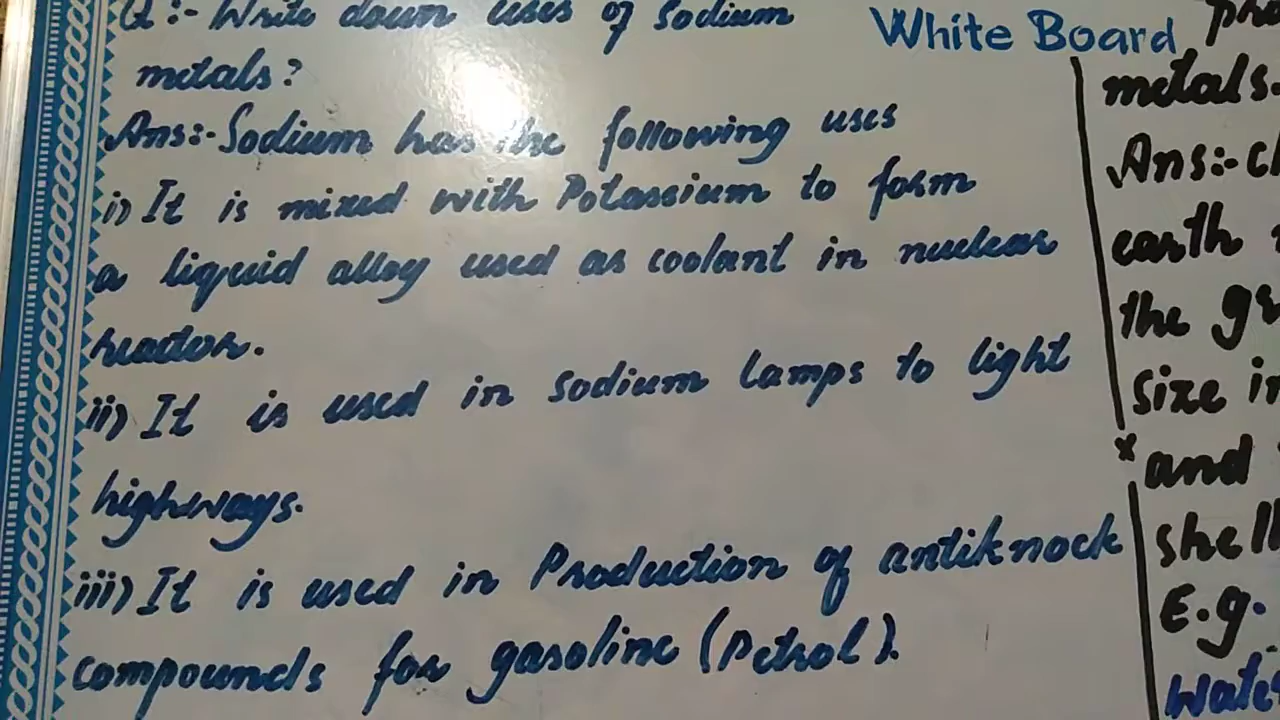 Q:- Write down uses of sodium
metals?
Ans:- Sodium has the following uses
i) It is mixed with Potassium to form
a liquid alloy used as coolant in nuclear
reactor.
ii) It is used in sodium lamps to light
highways.
iii) It is used in Production of antiknock
compounds for gasoline (Petrol).
White Board
metals.
Ans:-
earth
the
size
* and
E.g.